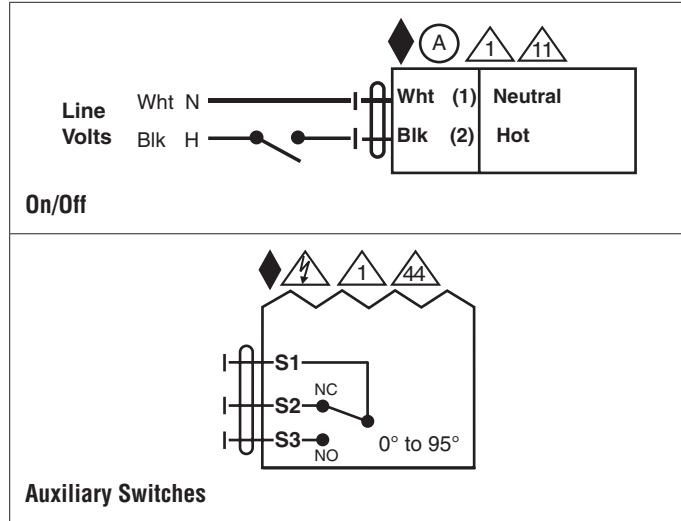 A 1 11
Line Volts
Wht N
Blk H
Wht (1) Neutral
Blk (2) Hot
On/Off
1 44
S1
NC
S2
S3
NO
0° to 95°
Auxiliary Switches